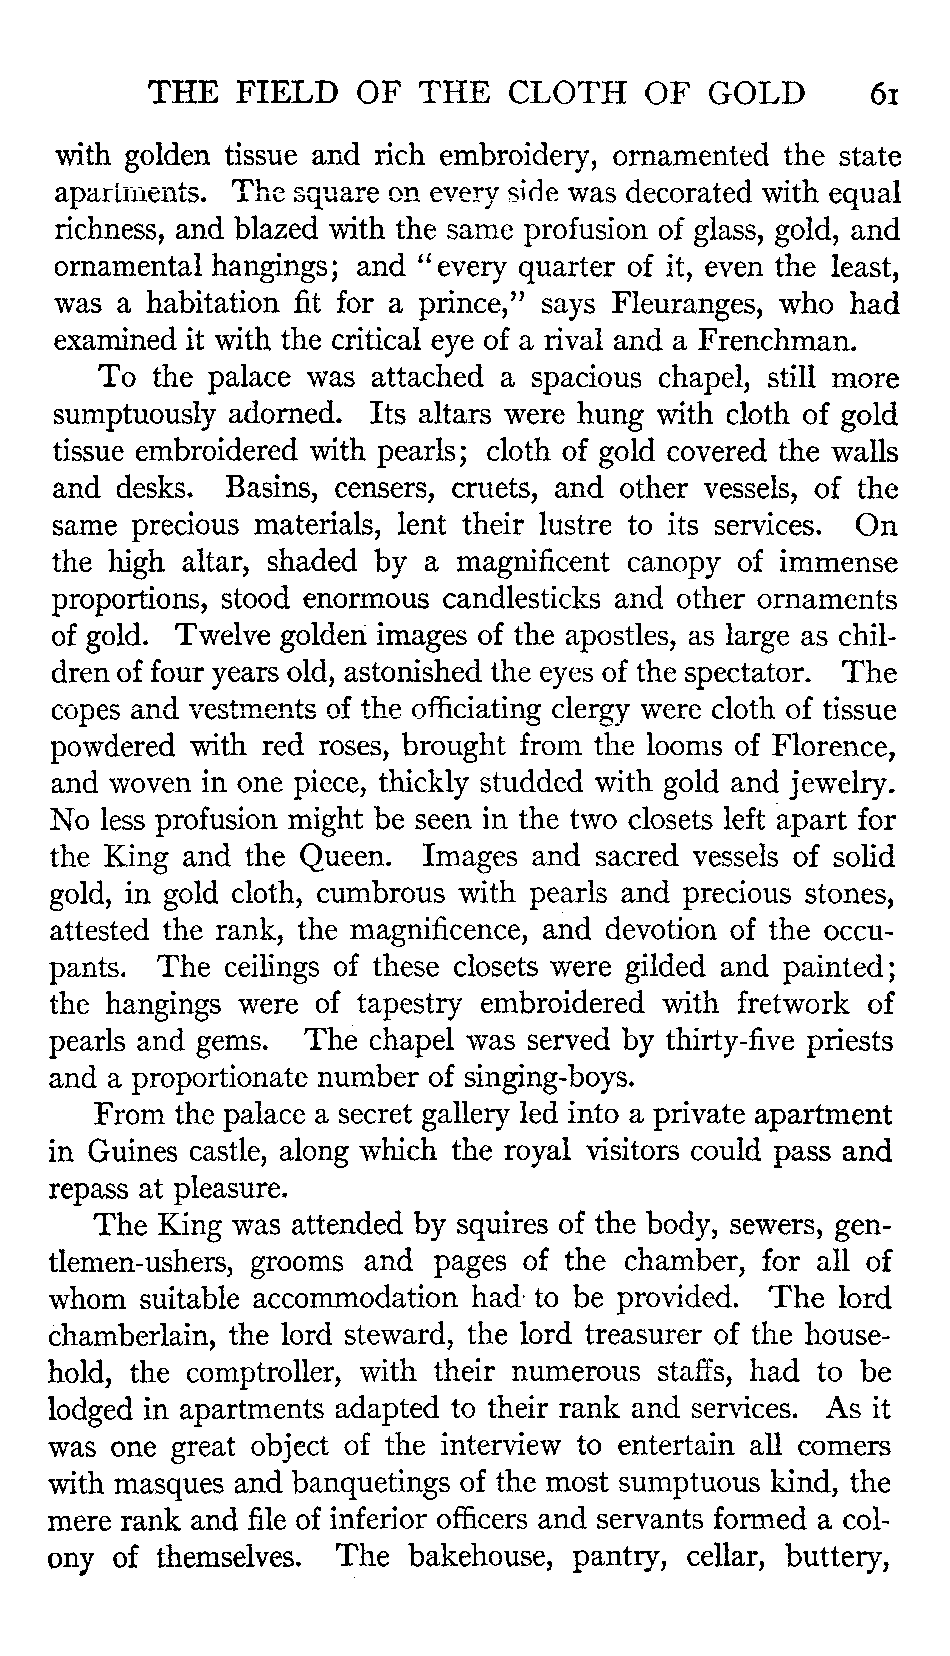 THE FIELD OF THE CLOTH OF GOLD 61
with golden tissue and rich embroidery, ornamented the state
apartments. The square on every side was decorated with equal
richness, and blazed with the same profusion of glass, gold, and
ornamental hangings; and "every quarter of it, even the least,
was a habitation fit for a prince," says Fleuranges, who had
examined it with the critical eye of a rival and a Frenchman.
To the palace was attached a spacious chapel, still more
sumptuously adorned. Its altars were hung with cloth of gold
tissue embroidered with pearls; cloth of gold covered the walls
and desks. Basins, censers, cruets, and other vessels, of the
same precious materials, lent their lustre to its services. On
the high altar, shaded by a magnificent canopy of immense
proportions, stood enormous candlesticks and other ornaments
of gold. Twelve golden images of the apostles, as large as chil-
dren of four years old, astonished the eyes of the spectator. The
copes and vestments of the officiating clergy were cloth of tissue
powdered with red roses, brought from the looms of Florence,
and woven in one piece, thickly studded with gold and jewelry.
No less profusion might be seen in the two closets left apart for
the King and the Queen. Images and sacred vessels of solid
gold, in gold cloth, cumbrous with pearls and precious stones,
attested the rank, the magnificence, and devotion of the occu-
pants. The ceilings of these closets were gilded and painted;
the hangings were of tapestry embroidered with fretwork of
pearls and gems. The chapel was served by thirty-five priests
and a proportionate number of singing-boys.
From the palace a secret gallery led into a private apartment
in Guines castle, along which the royal visitors could pass and
repass at pleasure.
The King was attended by squires of the body, sewers, gen-
tlemen-ushers, grooms and pages of the chamber, for all of
whom suitable accommodation had to be provided. The lord
chamberlain, the lord steward, the lord treasurer of the house-
hold, the comptroller, with their numerous staffs, had to be
lodged in apartments adapted to their rank and services. As it
was one great object of the interview to entertain all comers
with masques and banquetings of the most sumptuous kind, the
mere rank and file of inferior officers and servants formed a col-
ony of themselves. The bakehouse, pantry, cellar, buttery,